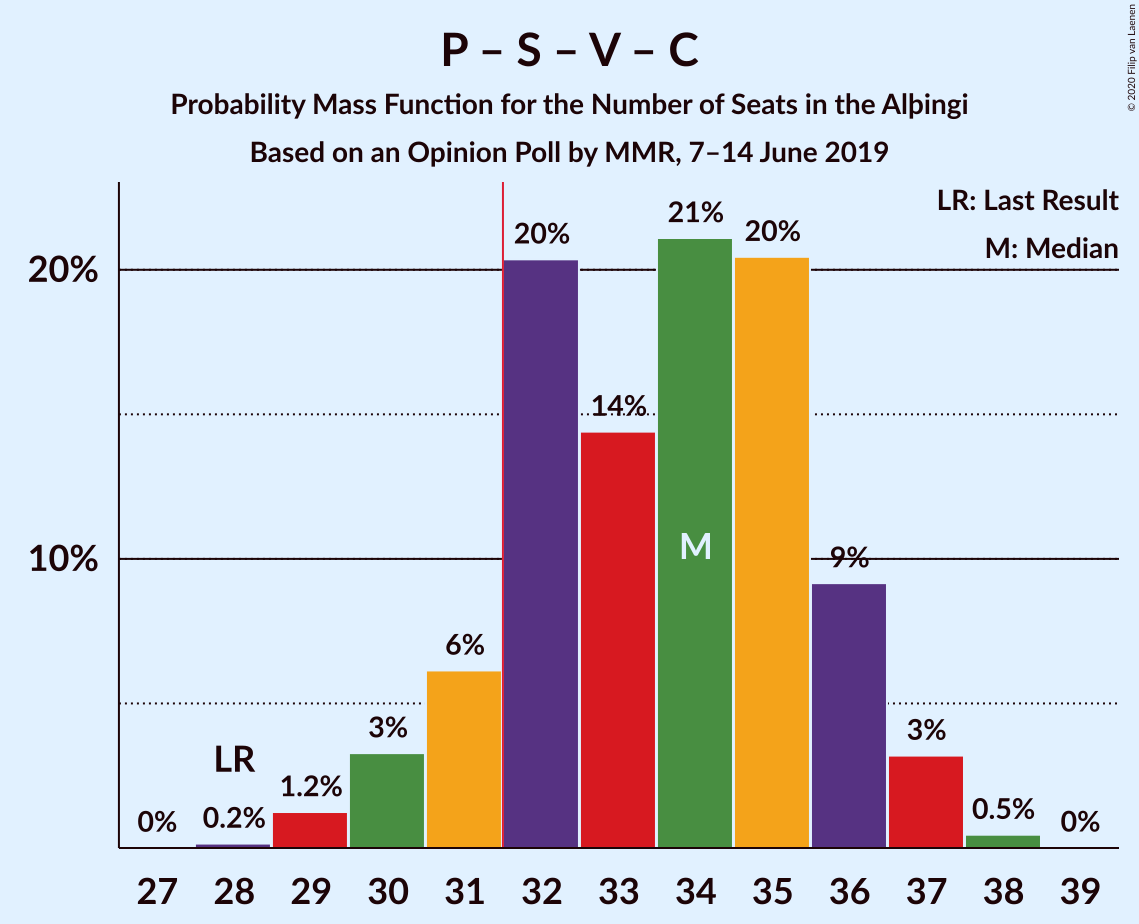 P – S – V – C
Probability Mass Function for the Number of Seats in the Alþingi
Based on an Opinion Poll by MMR, 7–14 June 2019
© 2020 Filip van Laenen
LR: Last Result
M: Median
20%
10%
0%
0.2%
LR
1.2%
3%
6%
20%
14%
21%
M
20%
9%
3%
0.5%
0%
27 28 29 30 31 32 33 34 35 36 37 38 39